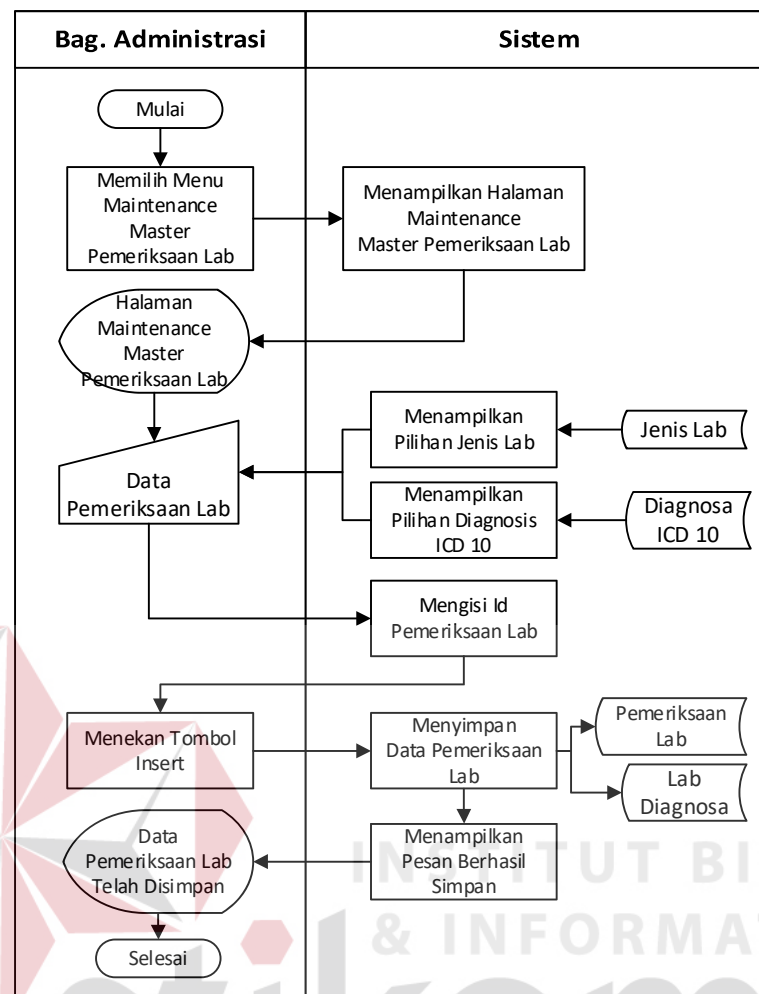 Bag. Administrasi
Sistem
Mulai
Memilih Menu
Maintenance
Master
Pemeriksaan Lab
Menampilkan Halaman
Maintenance
Master Pemeriksaan Lab
Halaman
Maintenance
Master
Pemeriksaan Lab
Menampilkan
Pilihan Jenis Lab
Jenis Lab
Data
Pemeriksaan Lab
Menampilkan
Pilihan Diagnosis
ICD 10
Diagnosa
ICD 10
Mengisi Id
Pemeriksaan Lab
Menekan Tombol
Insert
Menyimpan
Data Pemeriksaan
Lab
Pemeriksaan
Lab
Lab
Diagnosa
Data
Pemeriksaan Lab
Telah Disimpan
Menampilkan
Pesan Berhasil
Simpan
Selesai
INSTITUT BI
& INFORMA